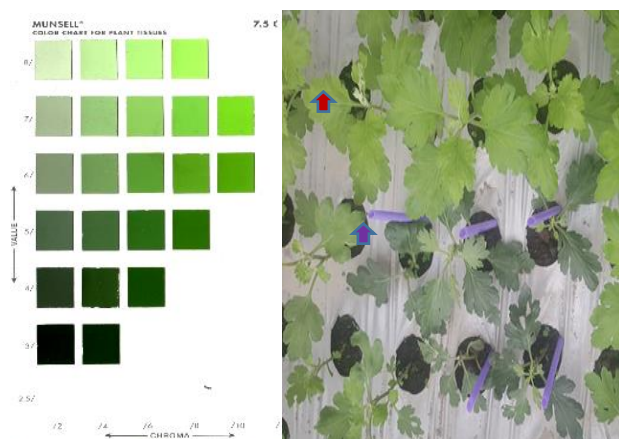 MUNSELL® 7.5 G
COLOR CHART FOR PLANT TISSUES
8/
7/
6/
5/
4/
3/
2.5/
VALUE
/2 /4 /6 /8 /10 /
CHROMA